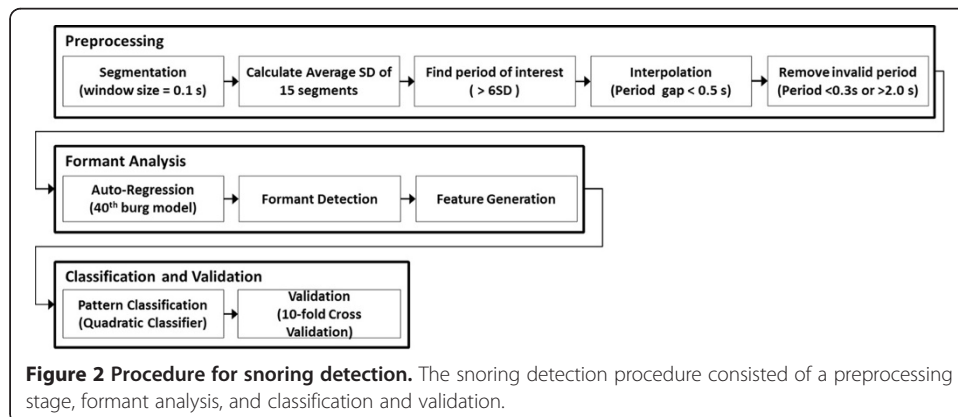 Preprocessing
Segmentation
(window size = 0.1 s)
Calculate Average SD of
15 segments
Find period of interest
( > 6SD )
Interpolation
(Period gap < 0.5 s)
Remove invalid period
(Period <0.3s or >2.0 s)
Formant Analysis
Auto-Regression
(40th burg model)
Formant Detection
Feature Generation
Classification and Validation
Pattern Classification
(Quadratic Classifier)
Validation
(10-fold Cross
Validation)
Figure 2 Procedure for snoring detection. The snoring detection procedure consisted of a preprocessing
stage, formant analysis, and classification and validation.